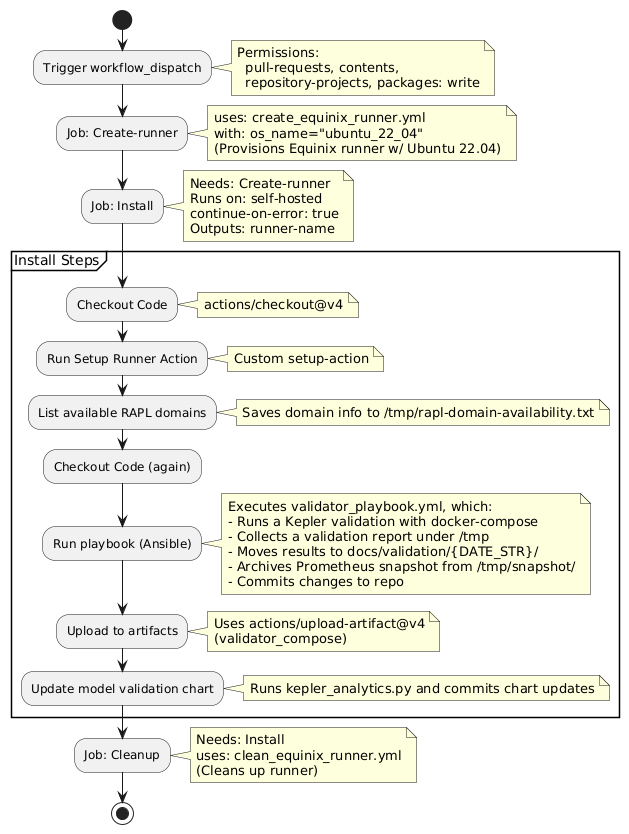 Trigger workflow_dispatch
Permissions:
pull-requests, contents,
repository-projects, packages: write
Job: Create-runner
uses: create_equinix_runner.yml
with: os_name="ubuntu_22_04"
(Provisions Equinix runner w/ Ubuntu 22.04)
Job: Install
Needs: Create-runner
Runs on: self-hosted
continue-on-error: true
Outputs: runner-name
Install Steps
Checkout Code
actions/checkout@v4
Run Setup Runner Action
Custom setup-action
List available RAPL domains
Saves domain info to /tmp/rapl-domain-availability.txt
Checkout Code (again)
Run playbook (Ansible)
Executes validator_playbook.yml, which:
- Runs a Kepler validation with docker-compose
- Collects a validation report under /tmp
- Moves results to docs/validation/{DATE_STR}/
- Archives Prometheus snapshot from /tmp/snapshot/
- Commits changes to repo
Upload to artifacts
Uses actions/upload-artifact@v4
(validator_compose)
Update model validation chart
Runs kepler_analytics.py and commits chart updates
Job: Cleanup
Needs: Install
uses: clean_equinix_runner.yml
(Cleans up runner)